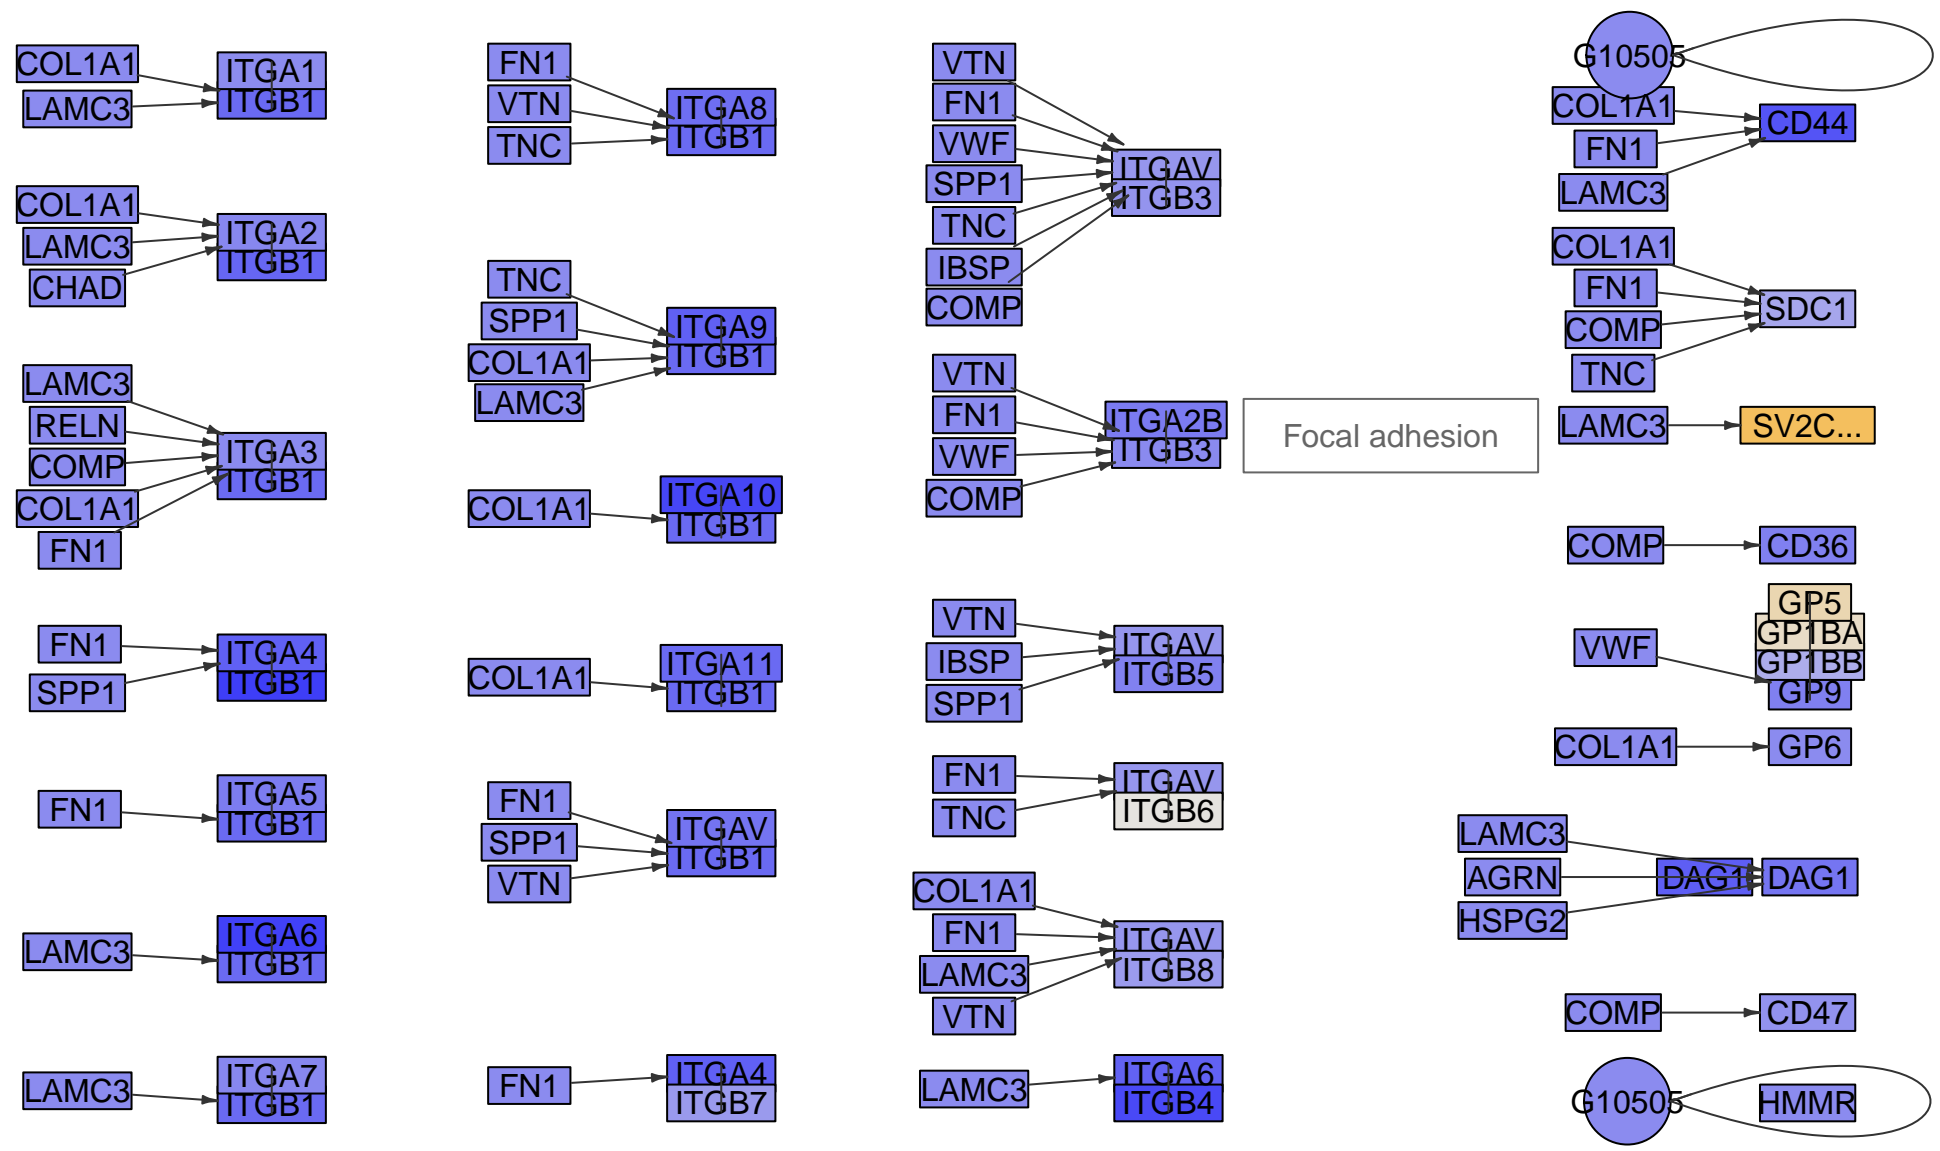 COL1A1
LAMC3
ITGA1
ITGB1
COL1A1
LAMC3
CHAD
ITGA2
ITGB1
LAMC3
RELN
COMP
COL1A1
FN1
ITGA3
ITGB1
FN1
SPP1
ITGA4
ITGB1
FN1
ITGA5
ITGB1
LAMC3
ITGA6
ITGB1
LAMC3
ITGA7
ITGB1
FN1
VTN
TNC
ITGA8
ITGB1
TNC
SPP1
COL1A1
LAMC3
ITGA9
ITGB1
COL1A1
ITGA10
ITGB1
COL1A1
ITGA11
ITGB1
FN1
SPP1
VTN
ITGAV
ITGB1
FN1
ITGA4
ITGB7
VTN
FN1
VWF
SPP1
TNC
IBSP
COMP
ITGAV
ITGB3
VTN
FN1
VWF
COMP
ITGA2B
ITGB3
VTN
IBSP
SPP1
ITGAV
ITGB5
FN1
TNC
ITGAV
ITGB6
COL1A1
FN1
LAMC3
VTN
ITGAV
ITGB8
LAMC3
ITGA6
ITGB4
Focal adhesion
G10505
COL1A1
FN1
LAMC3
CD44
COL1A1
FN1
COMP
TNC
SDC1
LAMC3
SV2C...
COMP
CD36
VWF
GP5
GP1BA
GP1BB
GP9
COL1A1
GP6
LAMC3
AGRN
HSPG2
DAG1
DAG1
COMP
CD47
G10505
HMMR